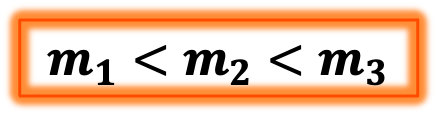 m₁ < m₂ < m₃